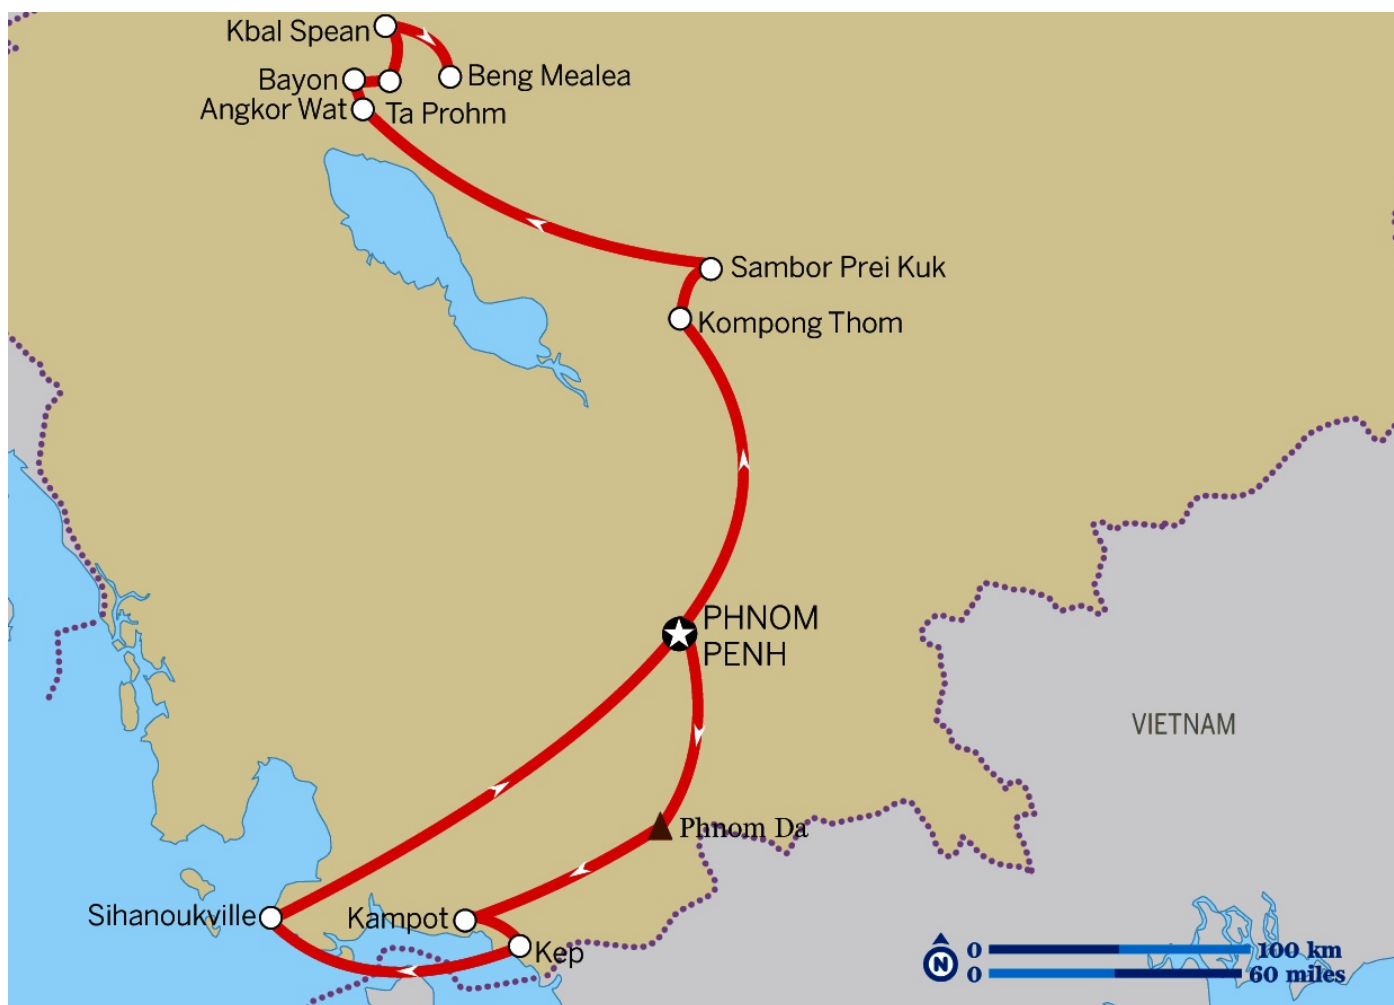 Kbal Spean
Bayon
Beng Mealea
Angkor Wat
Ta Prohm
Sambor Prei Kuk
Kompong Thom
PHNOM
PENH
VIETNAM
Phnom Da
Sihanoukville
Kampot
Kep
N
0 100 km
0 60 miles